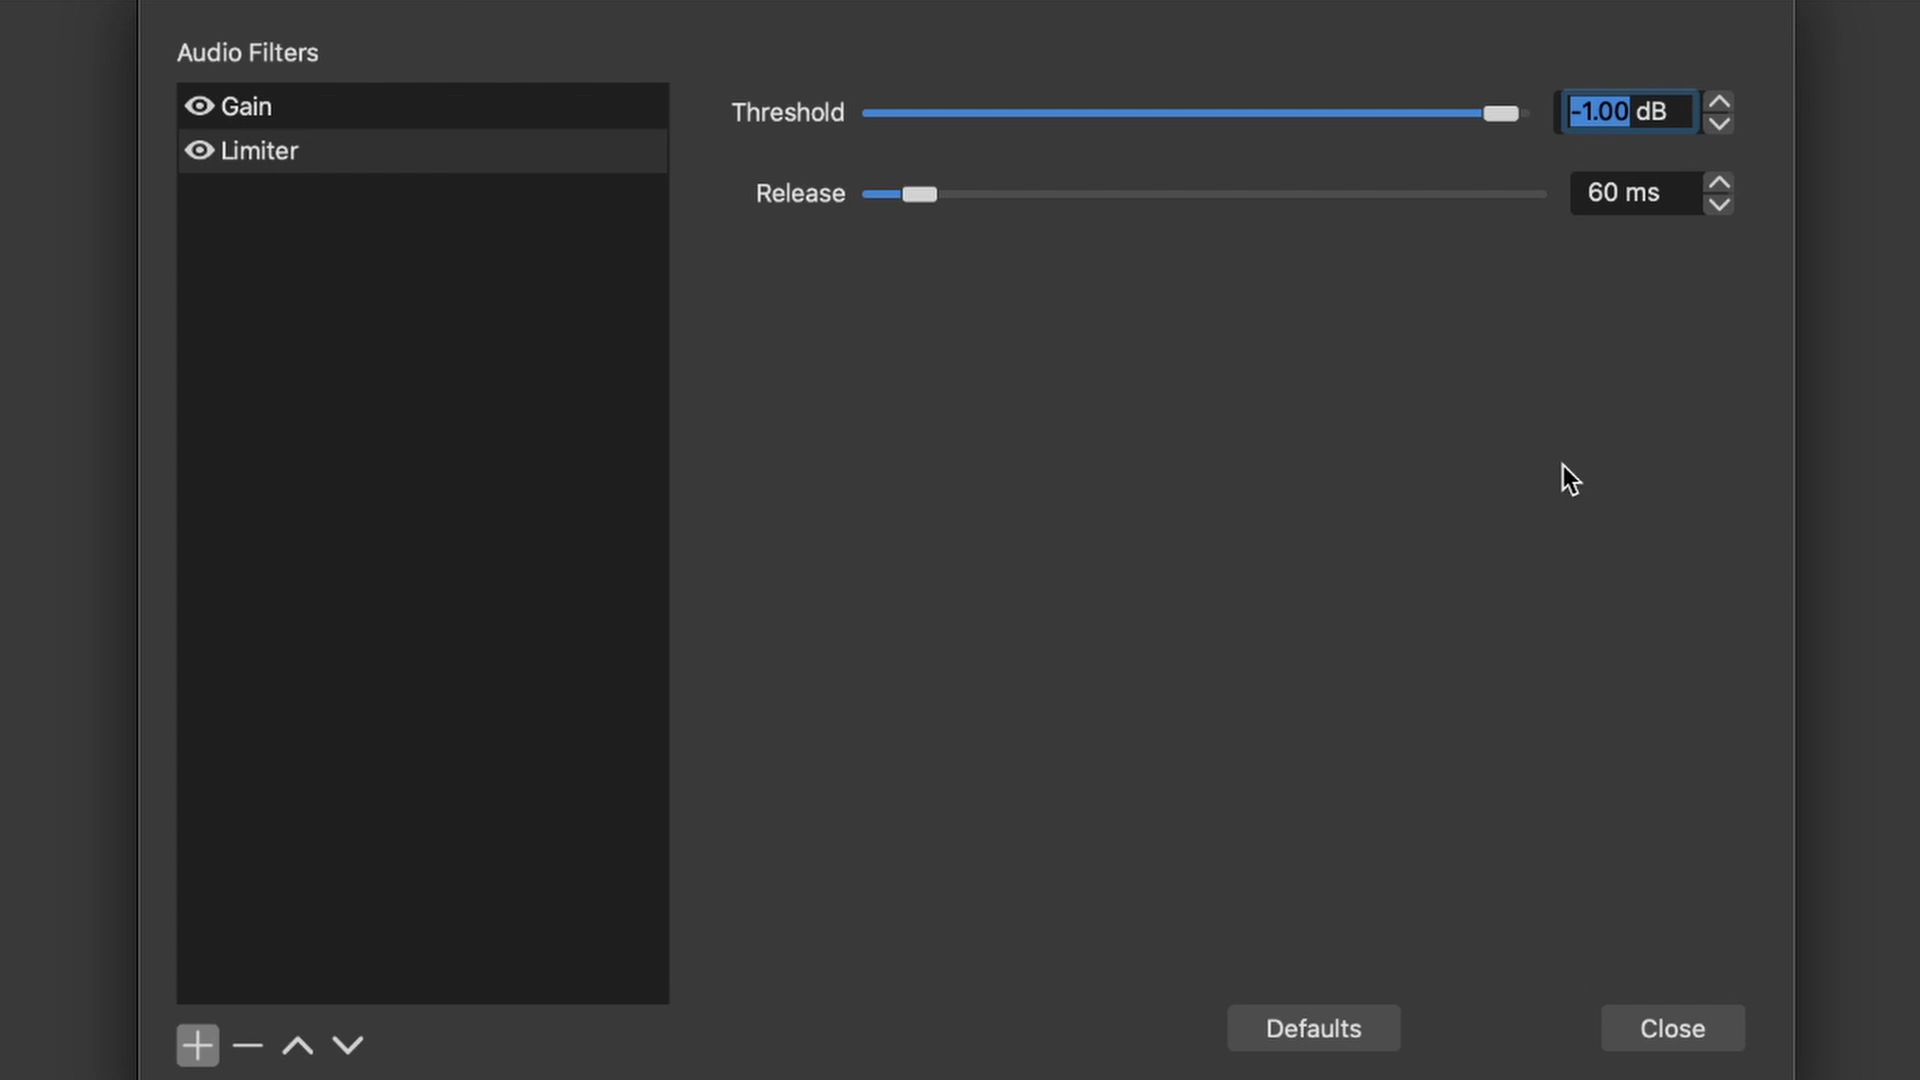 Audio Filters
Gain
Limiter
Threshold -1.00 dB
Release 60 ms
Defaults
Close